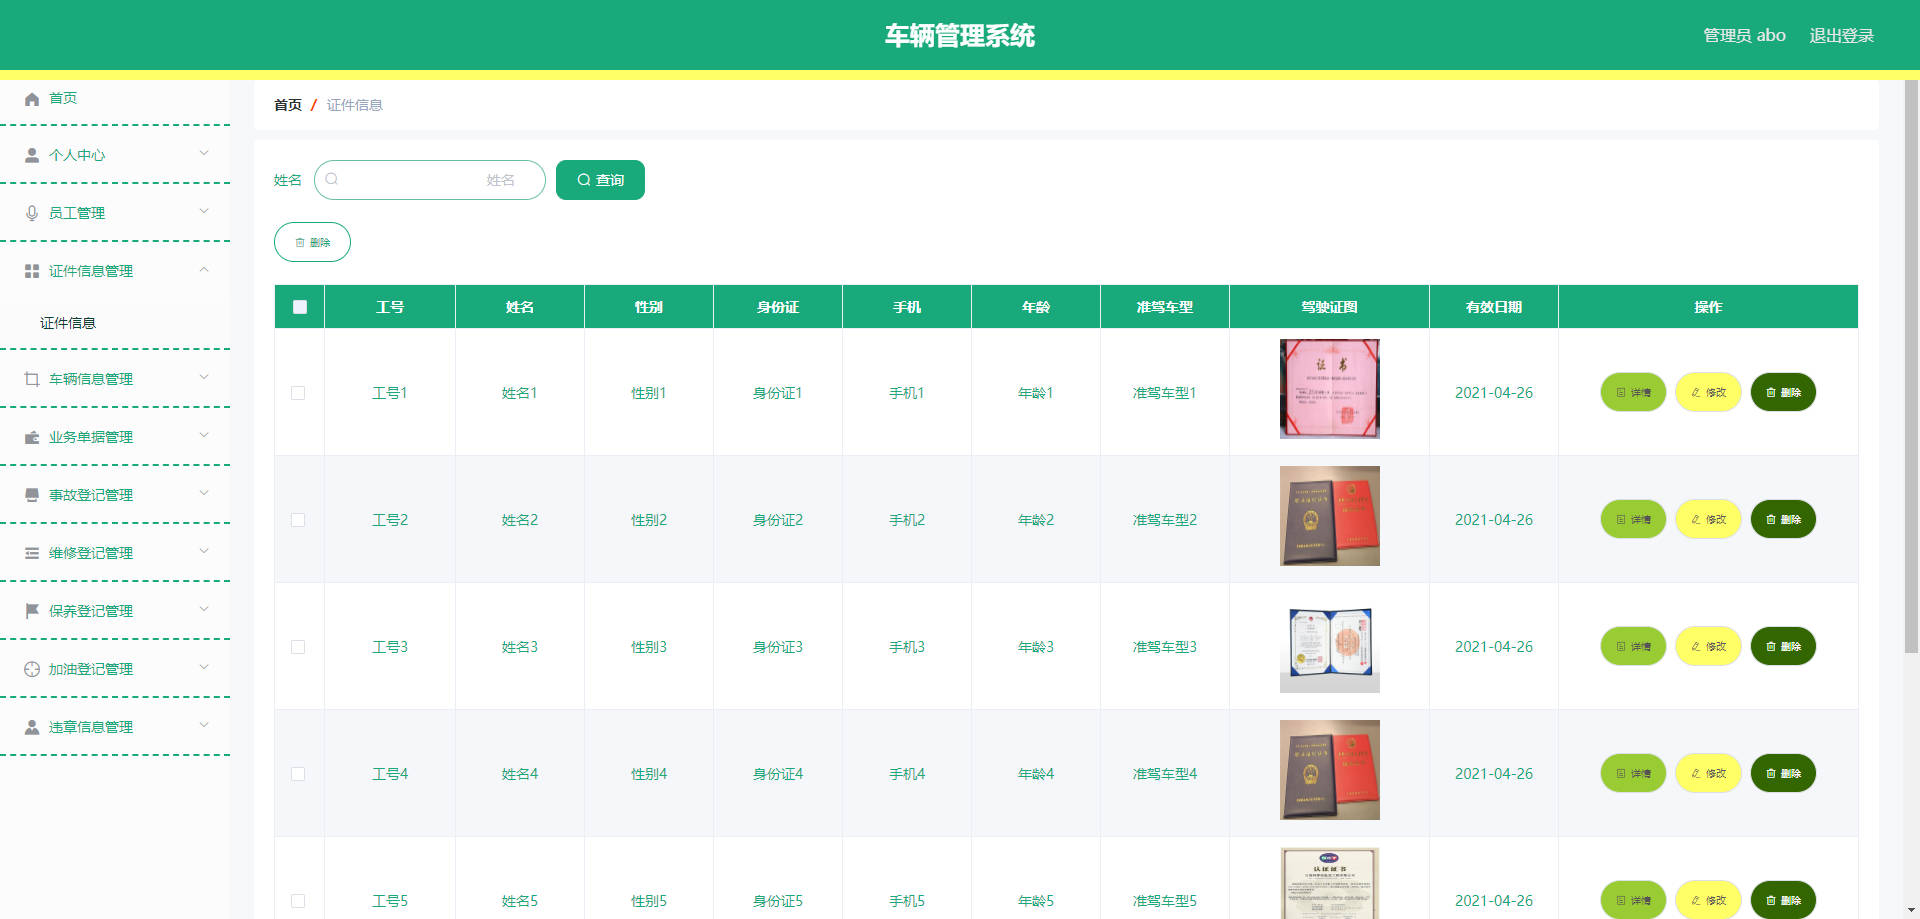 车辆管理系统
管理员 abo 退出登录
首页
个人中心
员工管理
证件信息管理
证件信息
车辆信息管理
业务单据管理
事故登记管理
维修登记管理
保养登记管理
加油登记管理
违章信息管理
首页 / 证件信息
姓名 姓名 查询
删除
工号 姓名 性别 身份证 手机 年龄 准驾车型 驾驶证图 有效日期 操作
工号1 姓名1 性别1 身份证1 手机1 年龄1 准驾车型1 证书 2021-04-26 详情 修改 删除
工号2 姓名2 性别2 身份证2 手机2 年龄2 准驾车型2 2021-04-26 详情 修改 删除
工号3 姓名3 性别3 身份证3 手机3 年龄3 准驾车型3 2021-04-26 详情 修改 删除
工号4 姓名4 性别4 身份证4 手机4 年龄4 准驾车型4 2021-04-26 详情 修改 删除
工号5 姓名5 性别5 身份证5 手机5 年龄5 准驾车型5 认证证书 2021-04-26 详情 修改 删除